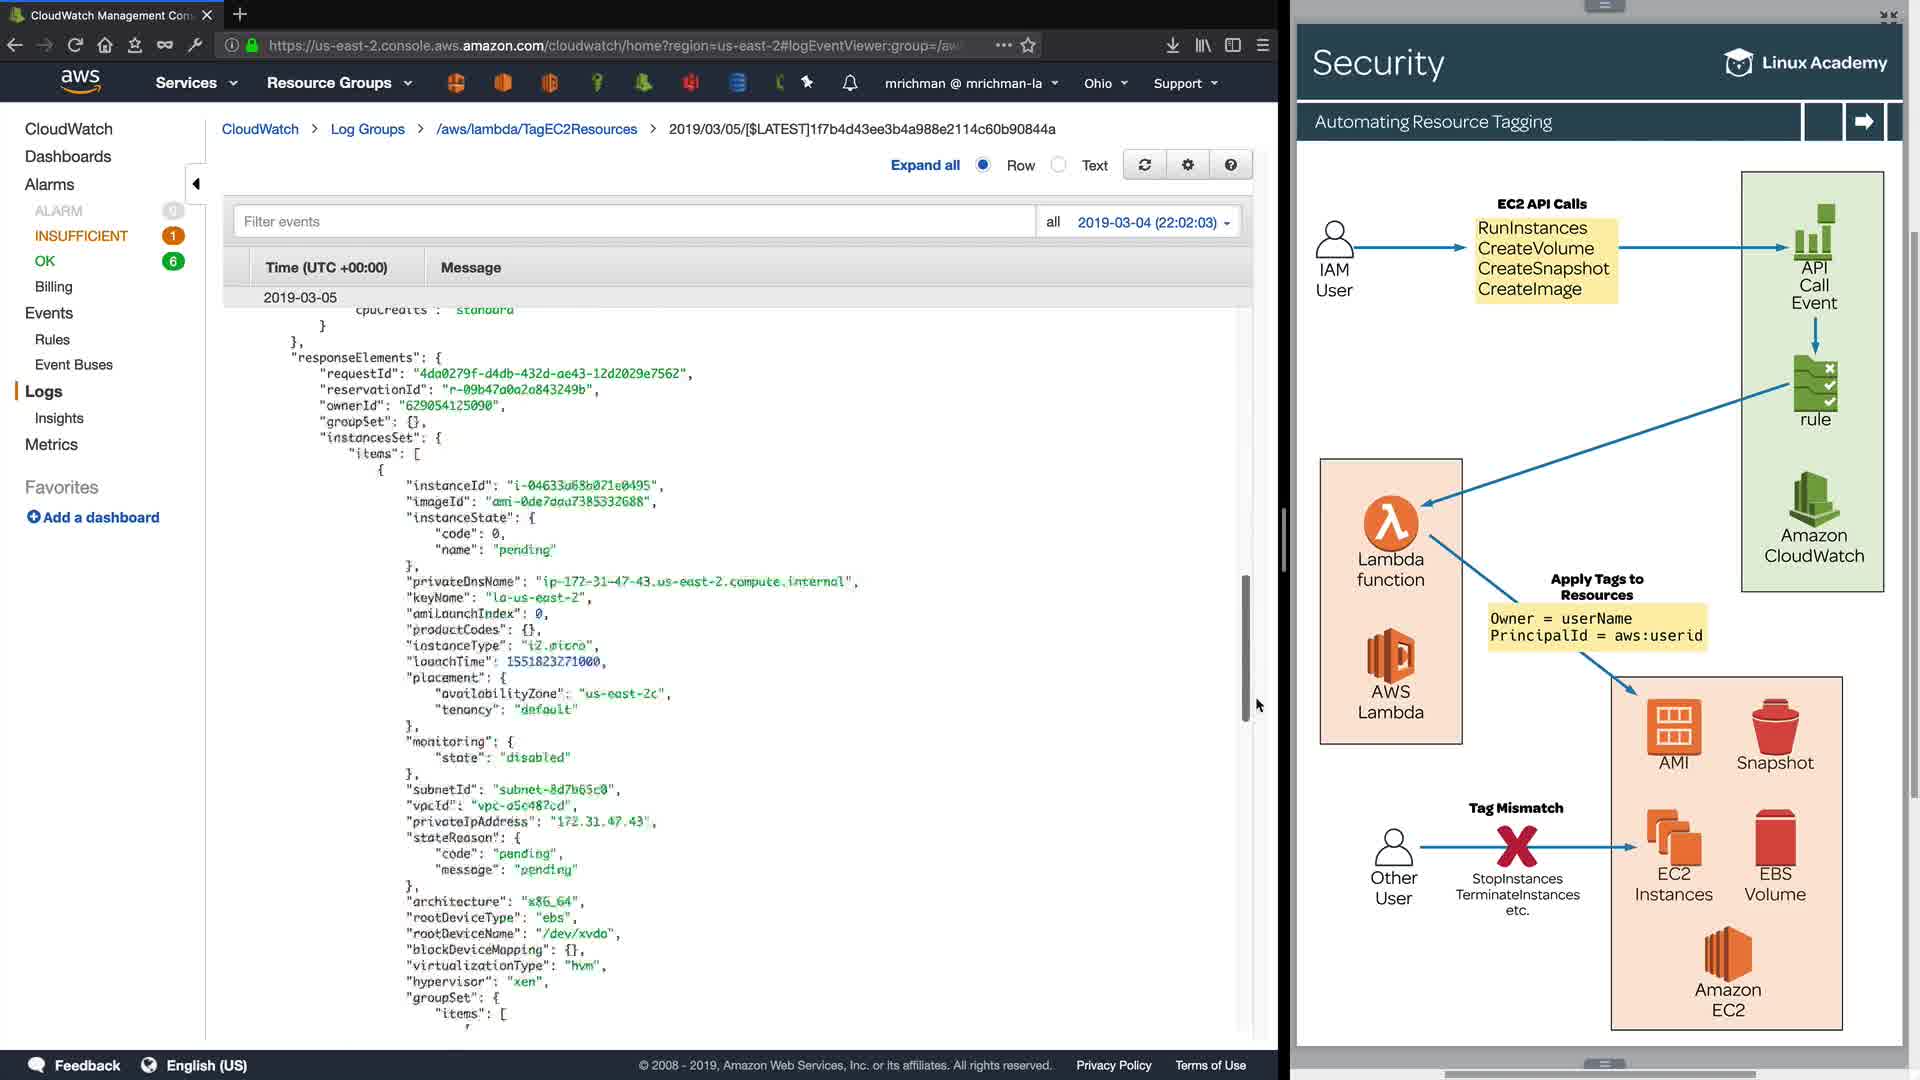 CloudWatch Management Con
https://us-east-2.console.aws.amazon.com/cloudwatch/home?region=us-east-2#logEventViewer:group=/aw
aws
Services
Resource Groups
mrichman @ mrichman-la
Ohio
Support
CloudWatch
Dashboards
Alarms
ALARM 0
INSUFFICIENT 1
OK 6
Billing
Events
Rules
Event Buses
Logs
Insights
Metrics
Favorites
Add a dashboard
CloudWatch > Log Groups > /aws/lambda/TagEC2Resources > 2019/03/05/[$LATEST]1f7b4d43ee3b4a988e2114c60b90844a
Expand all Row Text
Filter events
all 2019-03-04 (22:02:03)
Time (UTC +00:00) Message
2019-03-05
"cpuCredits": "standard"
}
},
"responseElements": {
"requestId": "4da0279f-d4db-432d-ae43-12d2029e7562",
"reservationId": "r-09b47a0a2a843249b",
"ownerId": "629054125090",
"groupSet": {},
"instancesSet": {
"items": [
{
"instanceId":
"imageId":
"instanceState": {
"code": 0,
"name": "pending"
},
"privateDnsName": "ip-172-31-47-43.us-east-2.compute.internal",
"keyName": "la-us-east-2",
"amiLaunchIndex": 0,
"productCodes": {},
"instanceType":
"launchTime": 1551823271000,
"placement": {
"availabilityZone": "us-east-2c",
"tenancy": "default"
},
"monitoring": {
"state": "disabled"
},
"subnetId":
"vpcId":
"privateIpAddress": "172.31.47.43",
"stateReason": {
"code": "pending",
"message": "pending"
},
"architecture": "x86_64",
"rootDeviceType": "ebs",
"rootDeviceName": "/dev/xvda",
"blockDeviceMapping": {},
"virtualizationType": "hvm",
"hypervisor": "xen",
"groupSet": {
"items": [
Feedback
English (US)
© 2008 - 2019, Amazon Web Services, Inc. or its affiliates. All rights reserved.
Privacy Policy
Terms of Use
Security
Linux Academy
Automating Resource Tagging
IAM
User
EC2 API Calls
RunInstances
CreateVolume
CreateSnapshot
CreateImage
API
Call
Event
rule
Amazon
CloudWatch
Lambda
function
AWS
Lambda
Apply Tags to
Resources
Owner = userName
PrincipalId = aws:userid
AMI
Snapshot
EC2
Instances
EBS
Volume
Amazon
EC2
Tag Mismatch
Other
User
StopInstances
TerminateInstances
etc.